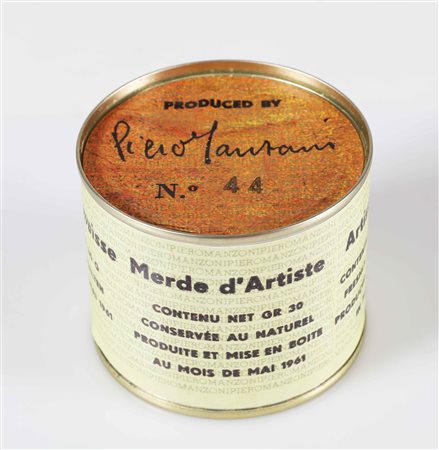 PRODUCED BY
Piero Manzoni
N.º 44
Merde d'Artiste
CONTENU NET GR 30
CONSERVÉE AU NATUREL
PRODUITE ET MISE EN BOITE
AU MOIS DE MAI 1961